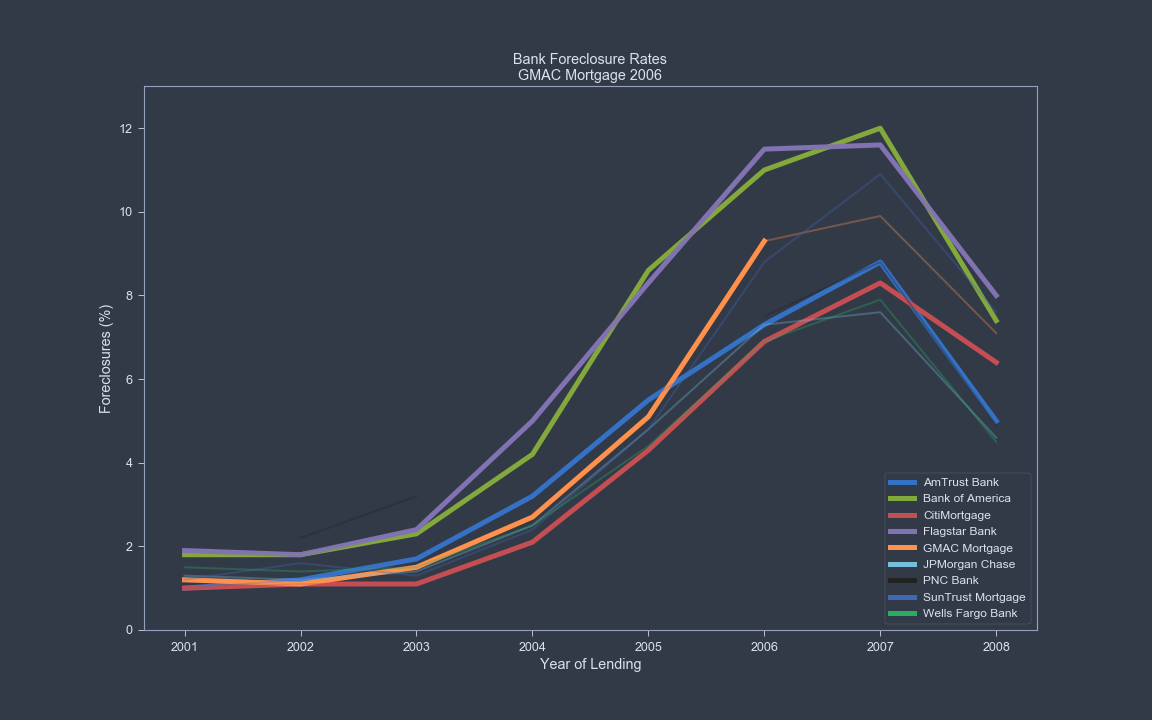 Bank Foreclosure Rates
GMAC Mortgage 2006
Foreclosures (%)
12
10
8
6
4
2
0
2001 2002 2003 2004 2005 2006 2007 2008
Year of Lending
AmTrust Bank
Bank of America
CitiMortgage
Flagstar Bank
GMAC Mortgage
JPMorgan Chase
PNC Bank
SunTrust Mortgage
Wells Fargo Bank